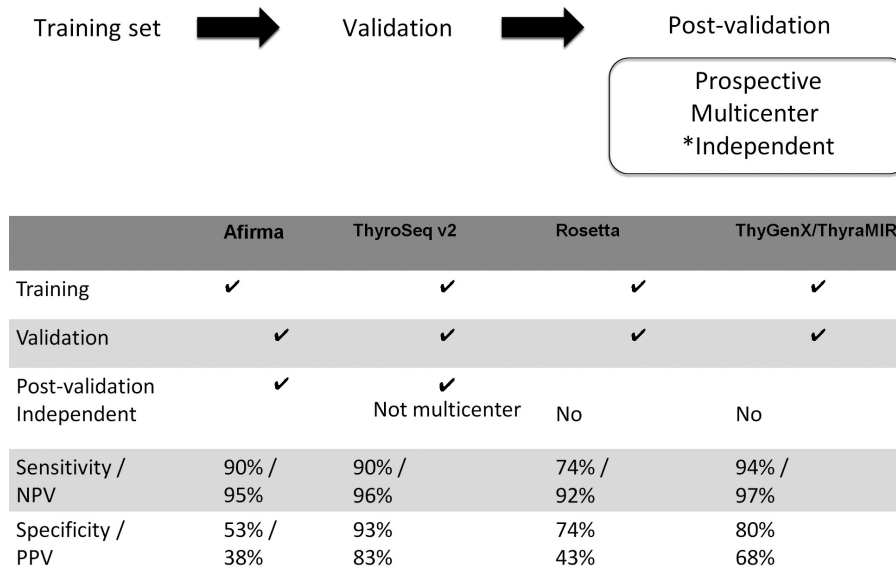 Training set Validation Post-validation
Prospective
Multicenter
*Independent
Afirma ThyroSeq v2 Rosetta ThyGenX/ThyraMIR
Training ✔ ✔ ✔ ✔
Validation ✔ ✔ ✔ ✔
Post-validation ✔ ✔
Independent Not multicenter No No
Sensitivity / 90% / 90% / 74% / 94% /
NPV 95% 96% 92% 97%
Specificity / 53% / 93% 74% 80%
PPV 38% 83% 43% 68%